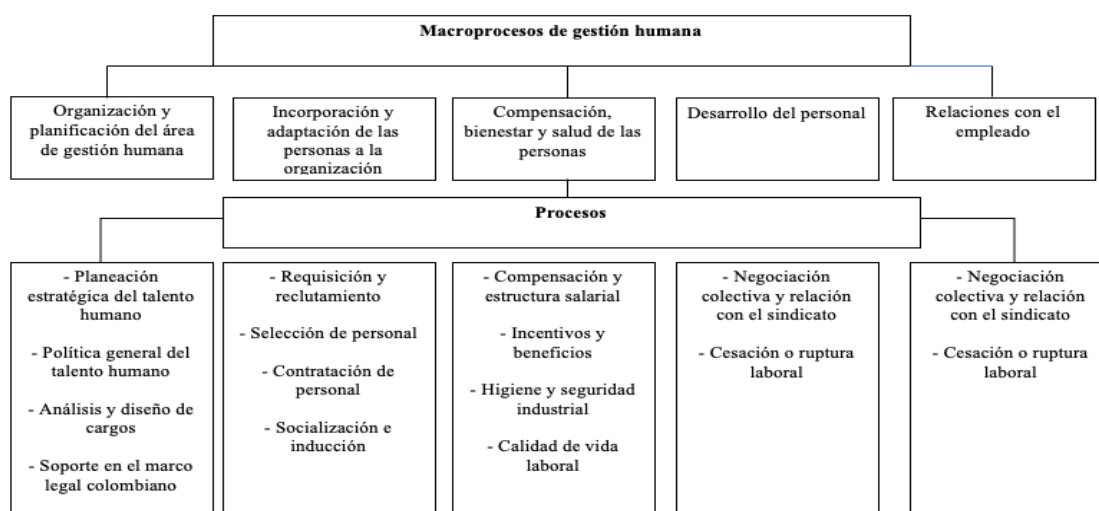 Macroprocesos de gestión humana
Organización y
planificación del área
de gestión humana
Incorporación y
adaptación de las
personas a la
organización
Compensación,
bienestar y salud de las
personas
Desarrollo del personal
Relaciones con el
empleado
Procesos
- Planeación
estratégica del talento
humano
- Política general del
talento humano
- Análisis y diseño de
cargos
- Soporte en el marco
legal colombiano
- Requisición y
reclutamiento
- Selección de personal
- Contratación de
personal
- Socialización e
inducción
- Compensación y
estructura salarial
- Incentivos y
beneficios
- Higiene y seguridad
industrial
- Calidad de vida
laboral
- Negociación
colectiva y relación
con el sindicato
- Cesación o ruptura
laboral
- Negociación
colectiva y relación
con el sindicato
- Cesación o ruptura
laboral